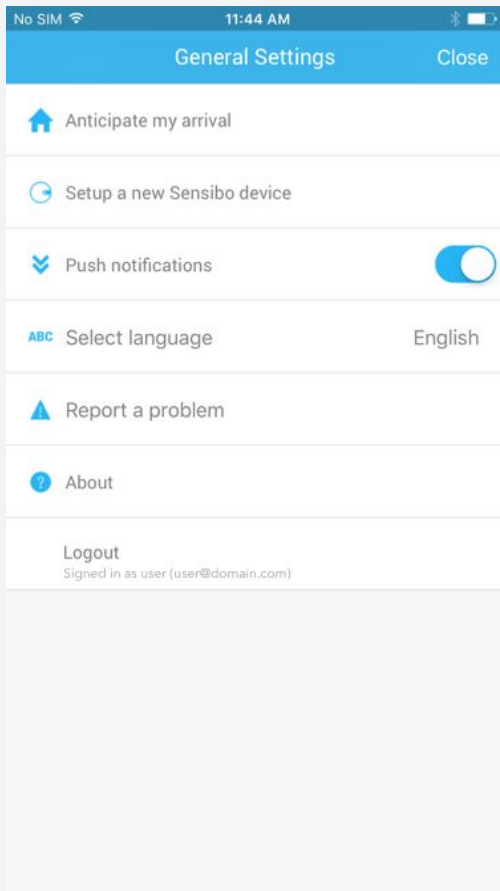 No SIM 11:44 AM
General Settings Close
Anticipate my arrival
Setup a new Sensibo device
Push notifications
ABC Select language English
Report a problem
? About
Logout
Signed in as user (user@domain.com)